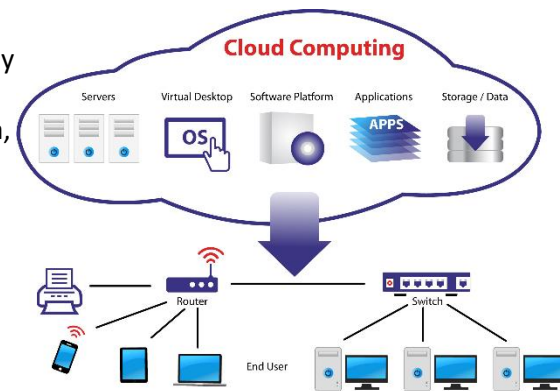 y
Cloud Computing
Servers Virtual Desktop Software Platform Applications Storage / Data
n,
OS
APPS
Router
Switch
End User